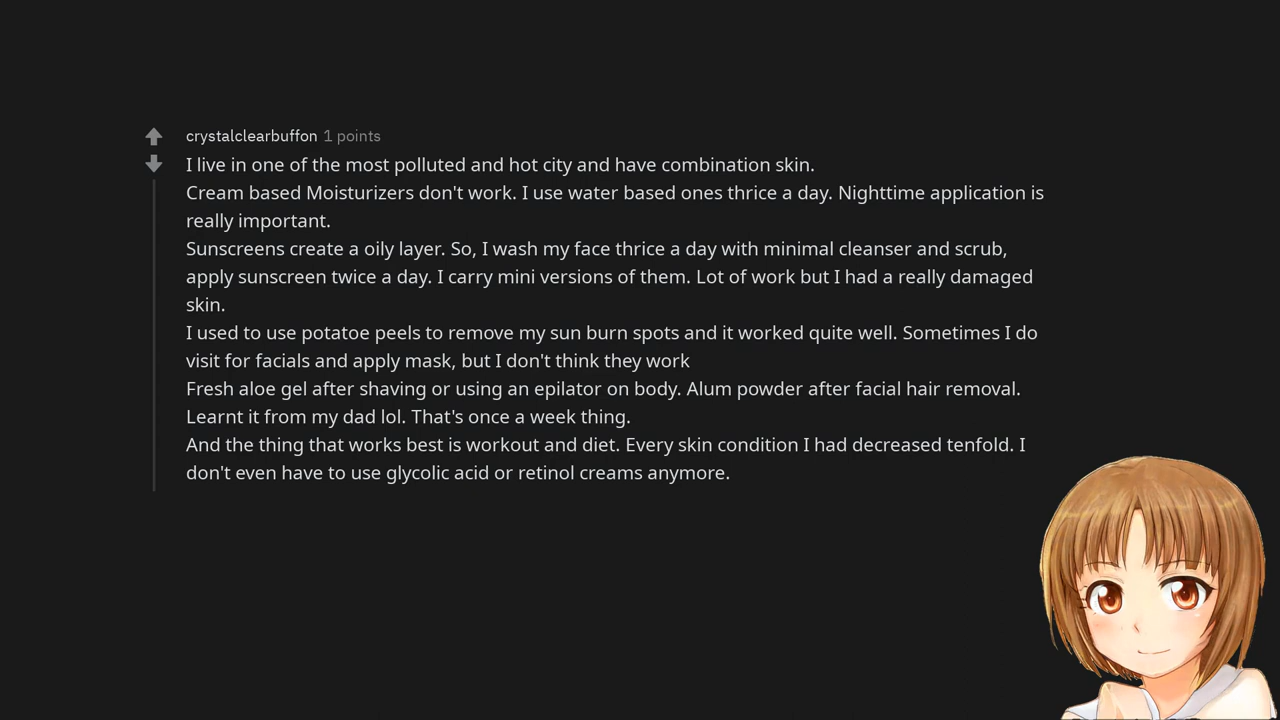 crystalclearbuffon 1 points
I live in one of the most polluted and hot city and have combination skin.
Cream based Moisturizers don't work. I use water based ones thrice a day. Nighttime application is
really important.
Sunscreens create a oily layer. So, I wash my face thrice a day with minimal cleanser and scrub,
apply sunscreen twice a day. I carry mini versions of them. Lot of work but I had a really damaged
skin.
I used to use potatoe peels to remove my sun burn spots and it worked quite well. Sometimes I do
visit for facials and apply mask, but I don't think they work
Fresh aloe gel after shaving or using an epilator on body. Alum powder after facial hair removal.
Learnt it from my dad lol. That's once a week thing.
And the thing that works best is workout and diet. Every skin condition I had decreased tenfold. I
don't even have to use glycolic acid or retinol creams anymore.